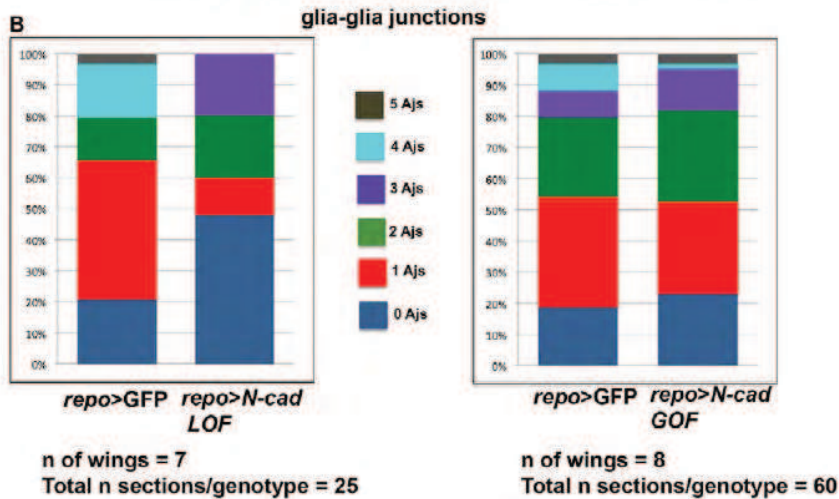 B
glia-glia junctions
100%
90%
80%
70%
60%
50%
40%
30%
20%
10%
0%
repo>GFP repo>N-cad
LOF
n of wings = 7
Total n sections/genotype = 25
5 Ajs
4 Ajs
3 Ajs
2 Ajs
1 Ajs
0 Ajs
100%
90%
80%
70%
60%
50%
40%
30%
20%
10%
0%
repo>GFP repo>N-cad
GOF
n of wings = 8
Total n sections/genotype = 60